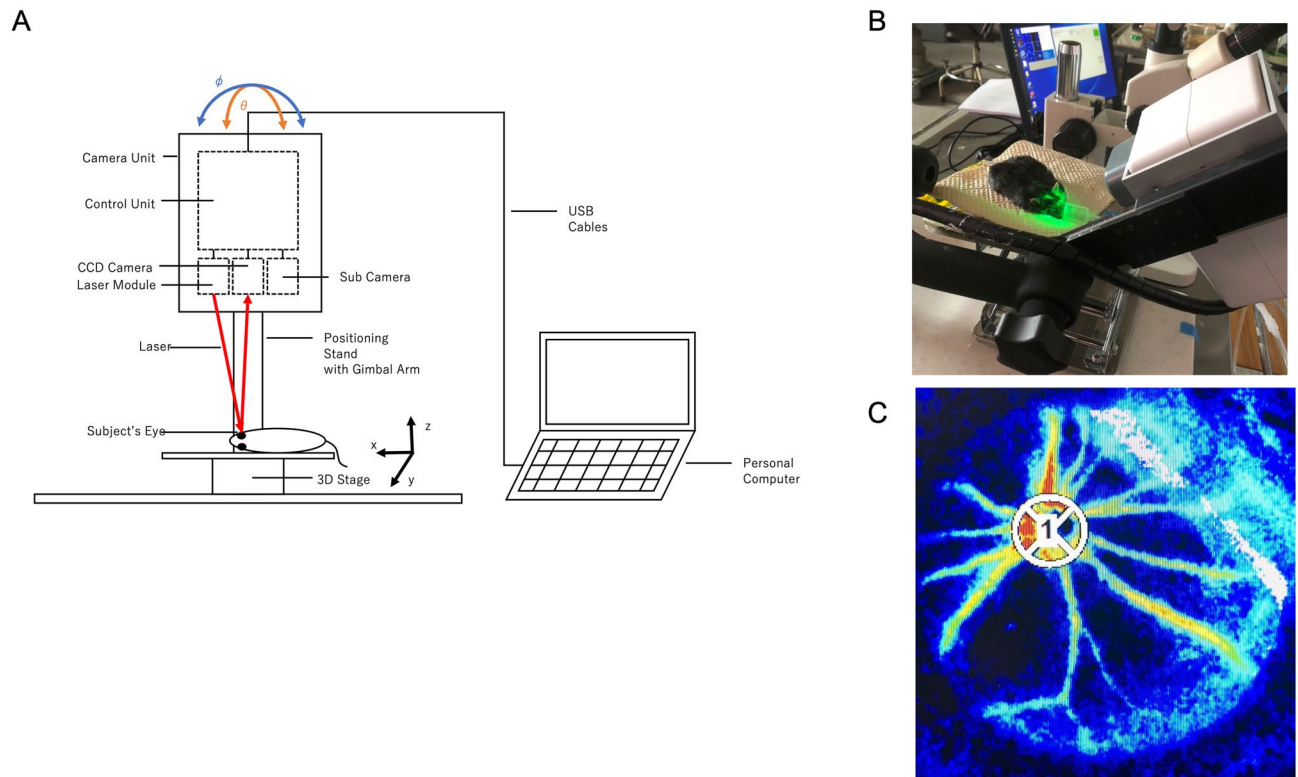 A
B
ϕ
θ
Camera Unit
Control Unit
USB
Cables
CCD Camera
Laser Module
Sub Camera
Laser
Positioning
Stand
with Gimbal Arm
C
Subject's Eye
z
x
y
3D Stage
Personal
Computer
1